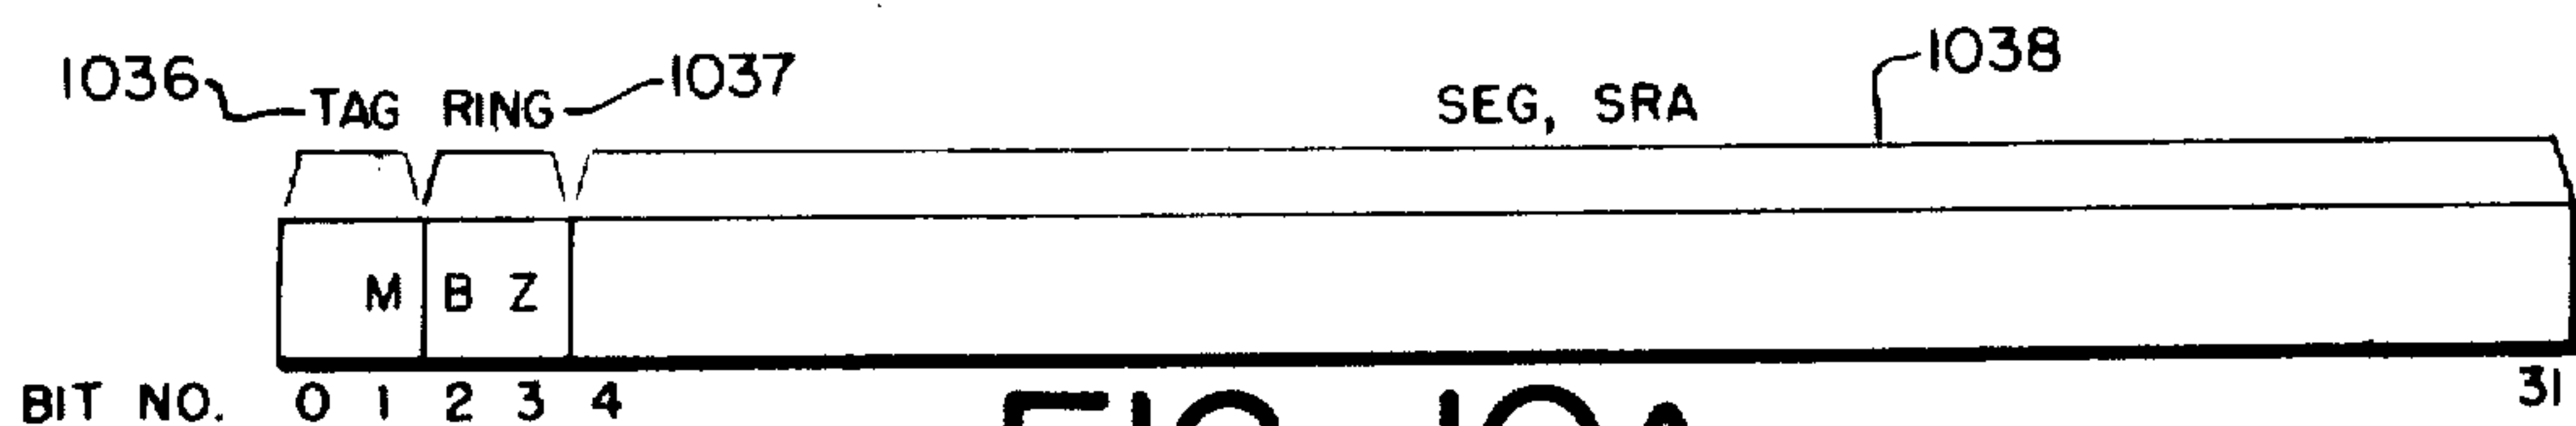 1036 TAG RING 1037 SEG, SRA 1038
M B Z
BIT NO. 0 1 2 3 4 31